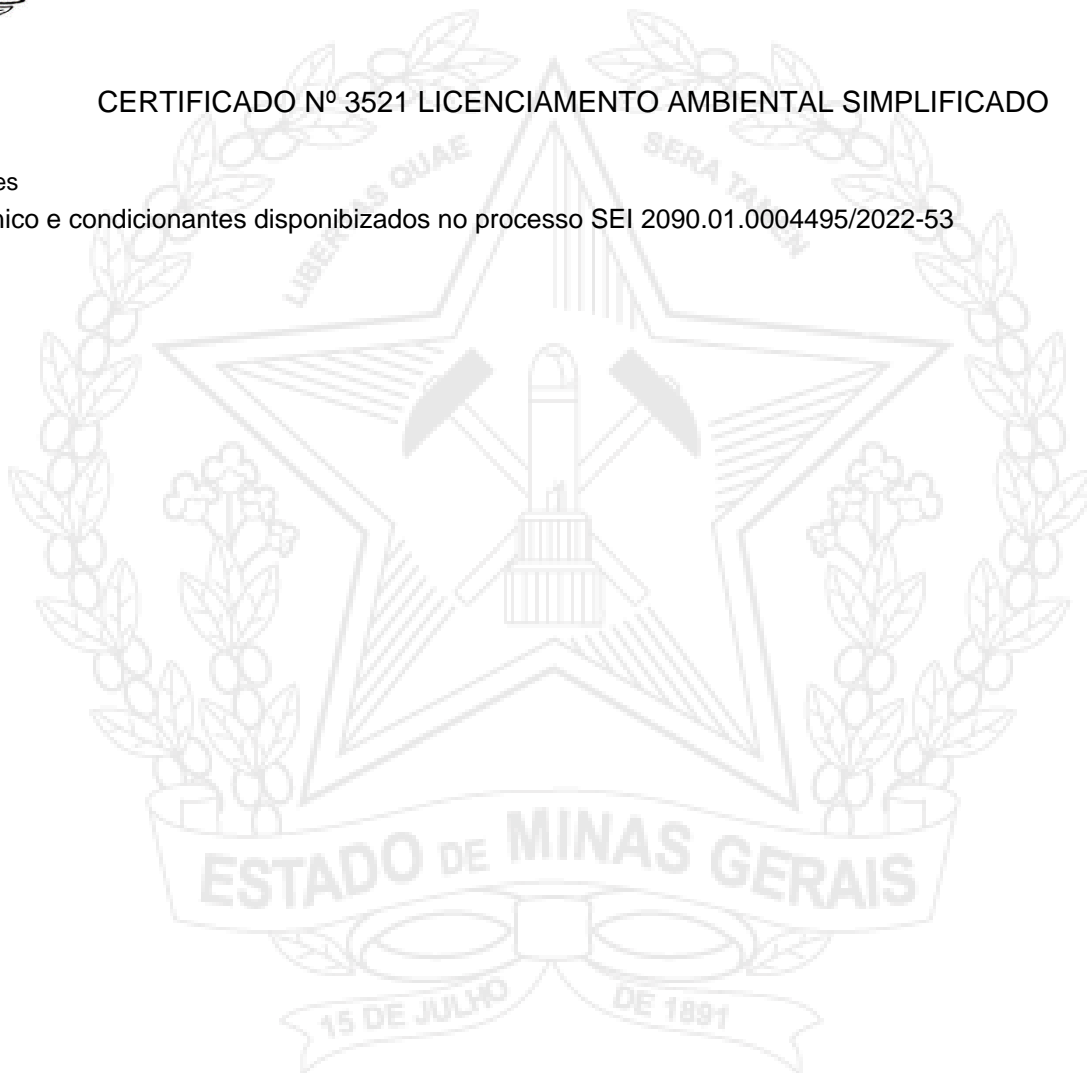 CERTIFICADO Nº 3521 LICENCIAMENTO AMBIENTAL SIMPLIFICADO
es
nico e condicionantes disponibizados no processo SEI 2090.01.0004495/2022-53
LIBERTAS QUAE SERA TAMEN
ESTADO DE MINAS GERAIS
15 DE JULHO DE 1891